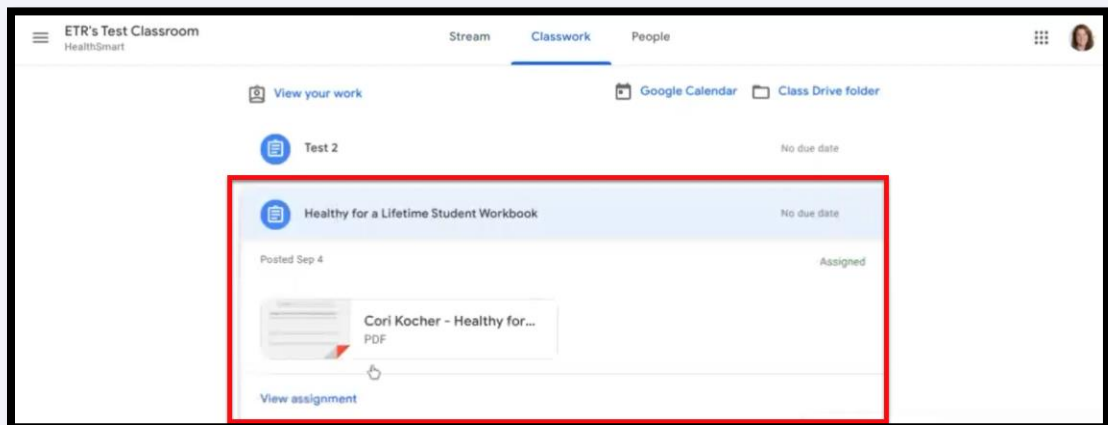 ETR's Test Classroom
HealthSmart
Stream Classwork People
View your work
Google Calendar Class Drive folder
Test 2 No due date
Healthy for a Lifetime Student Workbook No due date
Posted Sep 4 Assigned
Cori Kocher - Healthy for...
PDF
View assignment